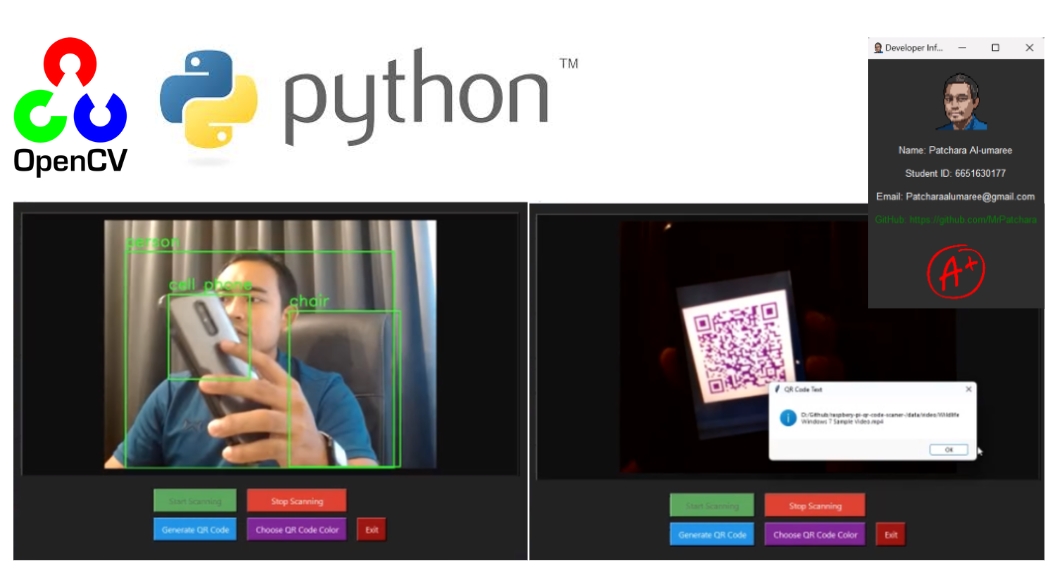 OpenCV
python
TM
Developer Inf...
Name: Patchara Al-umaree
Student ID: 6651630177
Email: Patcharaalumaree@gmail.com
GitHub: https://github.com/MrPatchara
A+
person
cell phone
chair
Start Scanning
Stop Scanning
Generate QR Code
Choose QR Code Color
Exit
QR Code Text
D:/Github/raspbery-pi-qr-code-scaner-/data/video/Wildlife
Windows 7 Sample Video.mp4
OK
Start Scanning
Stop Scanning
Generate QR Code
Choose QR Code Color
Exit